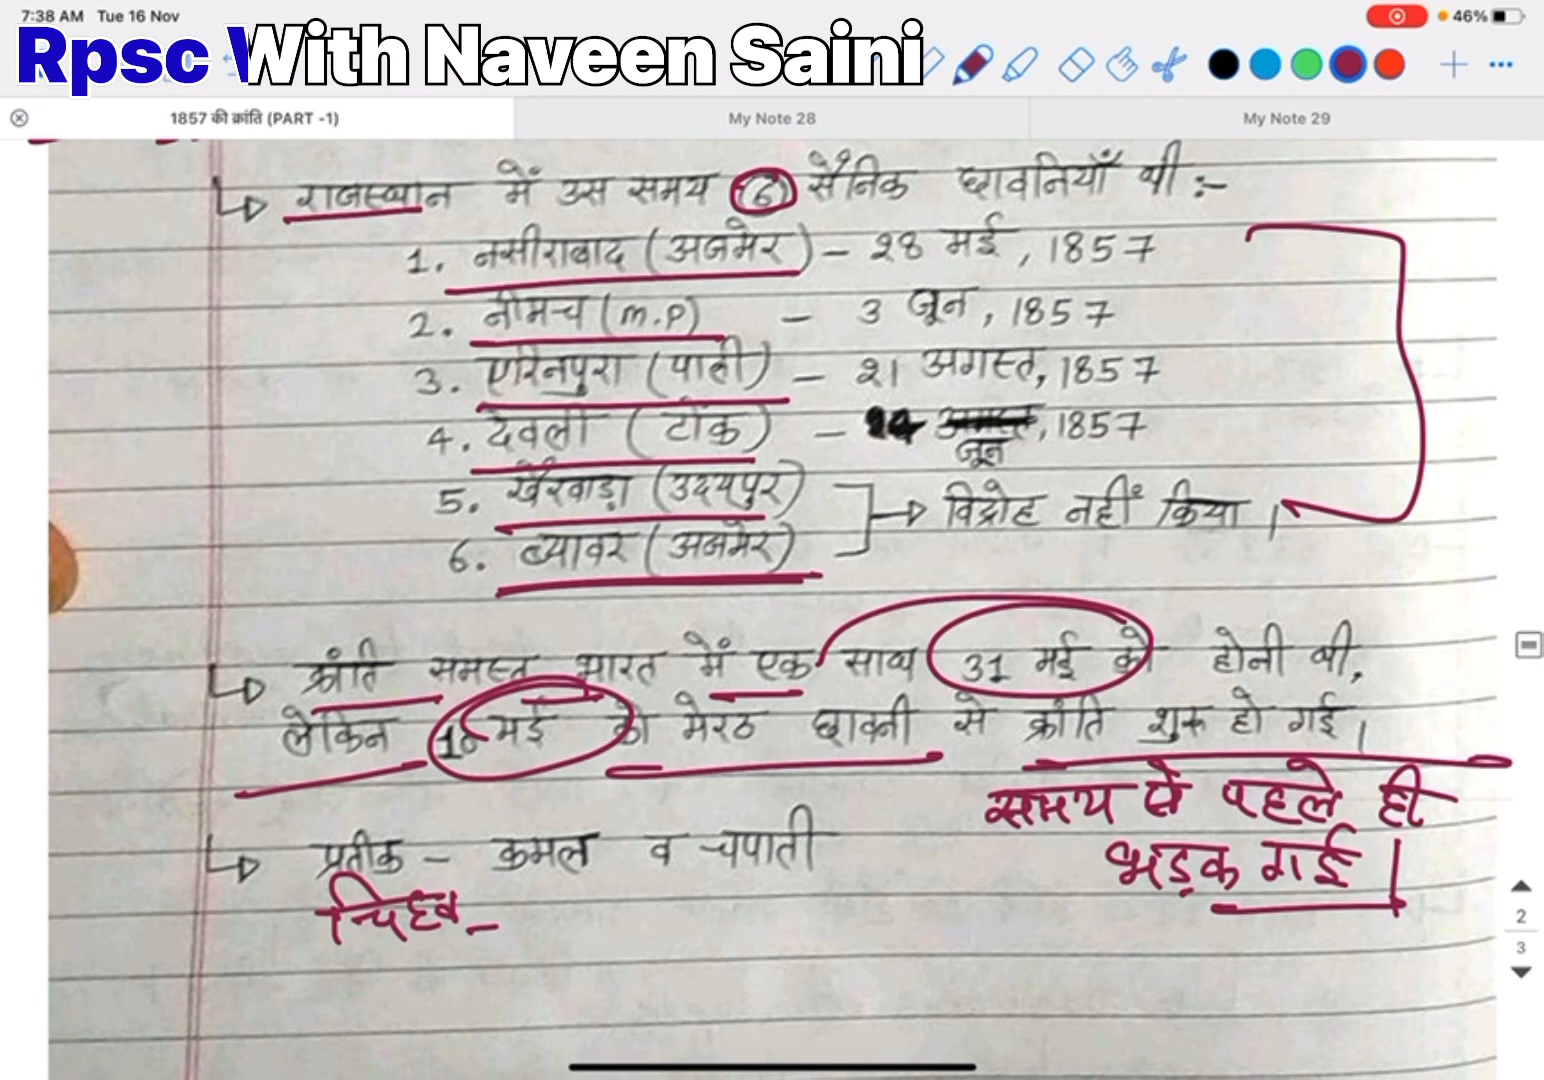 7:38 AM Tue 16 Nov
46%
Rpsc With Naveen Saini
1857 की क्रांति (PART -1)
My Note 28
My Note 29
राजस्थान में उस समय (6) सैनिक छावनियाँ थी :-
1. नसीराबाद (अजमेर) - 28 मई, 1857
2. नीमच (m.p) - 3 जून, 1857
3. एरिनपुरा (पाली) - 21 अगस्त, 1857
4. देवली (टोंक) - जून, 1857
5. खैरवाड़ा (उदयपुर)
6. ब्यावर (अजमेर)
→ विद्रोह नहीं किया।
क्रांति समस्त भारत में एक साथ 31 मई को होनी थी,
लेकिन 10 मई को मेरठ छावनी से क्रांति शुरू हो गई।
समय से पहले ही
भड़क गई।
प्रतीक - कमल व चपाती
चिह्न -
2
3